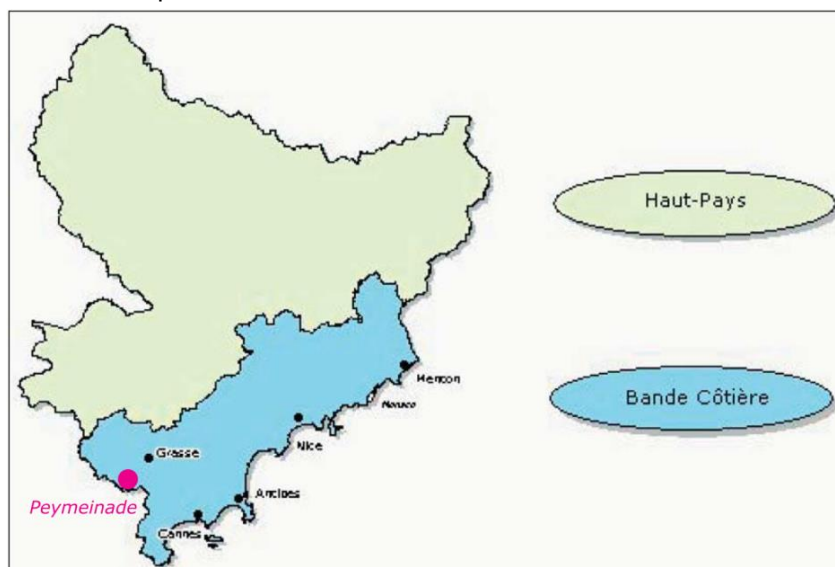 Haut-Pays
Menton
Monaco
Bande Côtière
Nice
Grasse
Peymeinade
Antibes
Cannes